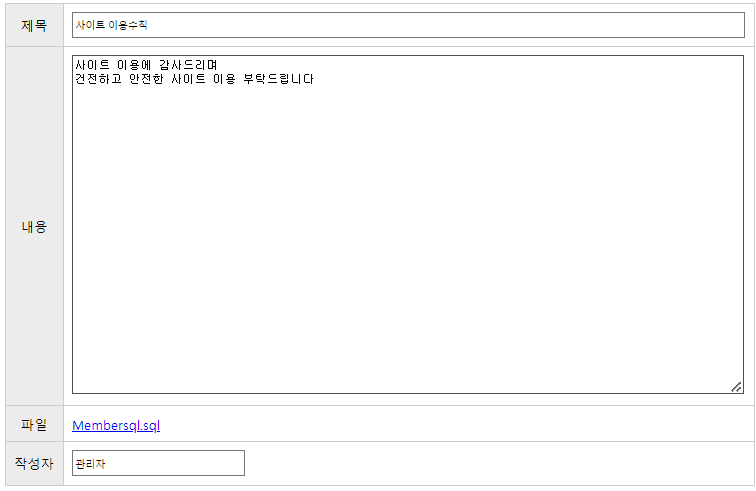 제목
사이트 이용수칙
내용
사이트 이용에 감사드리며
건전하고 안전한 사이트 이용 부탁드립니다
파일
Membersql.sql
작성자
관리자